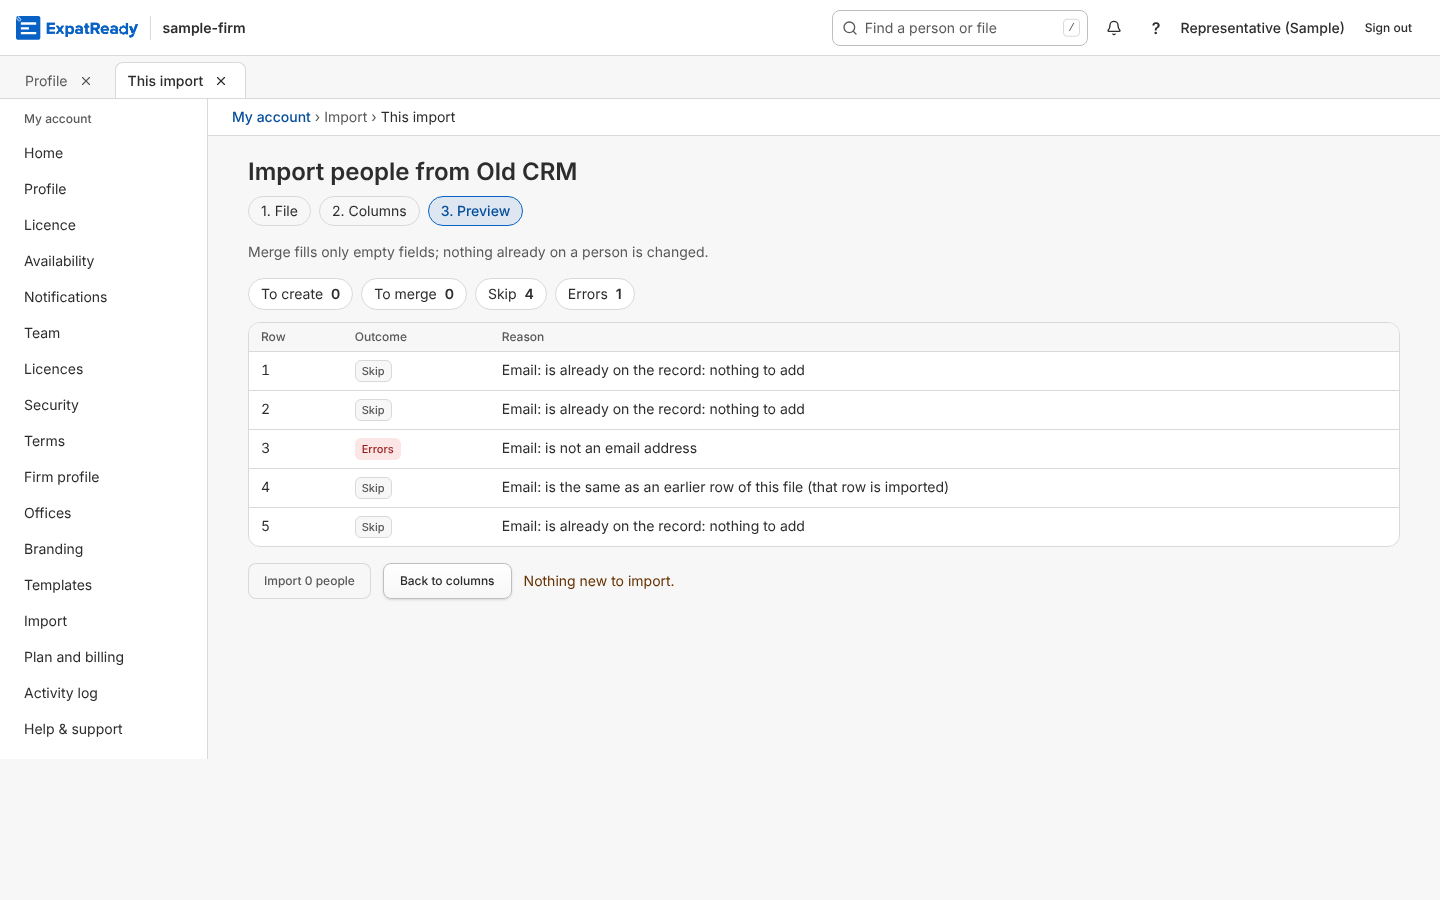 ExpatReady sample-firm Find a person or file / ? Representative (Sample) Sign out
Profile × This import ×
My account
Home
Profile
Licence
Availability
Notifications
Team
Licences
Security
Terms
Firm profile
Offices
Branding
Templates
Import
Plan and billing
Activity log
Help & support
My account › Import › This import
Import people from Old CRM
1. File 2. Columns 3. Preview
Merge fills only empty fields; nothing already on a person is changed.
To create 0 To merge 0 Skip 4 Errors 1
Row Outcome Reason
1 Skip Email: is already on the record: nothing to add
2 Skip Email: is already on the record: nothing to add
3 Errors Email: is not an email address
4 Skip Email: is the same as an earlier row of this file (that row is imported)
5 Skip Email: is already on the record: nothing to add
Import 0 people Back to columns Nothing new to import.